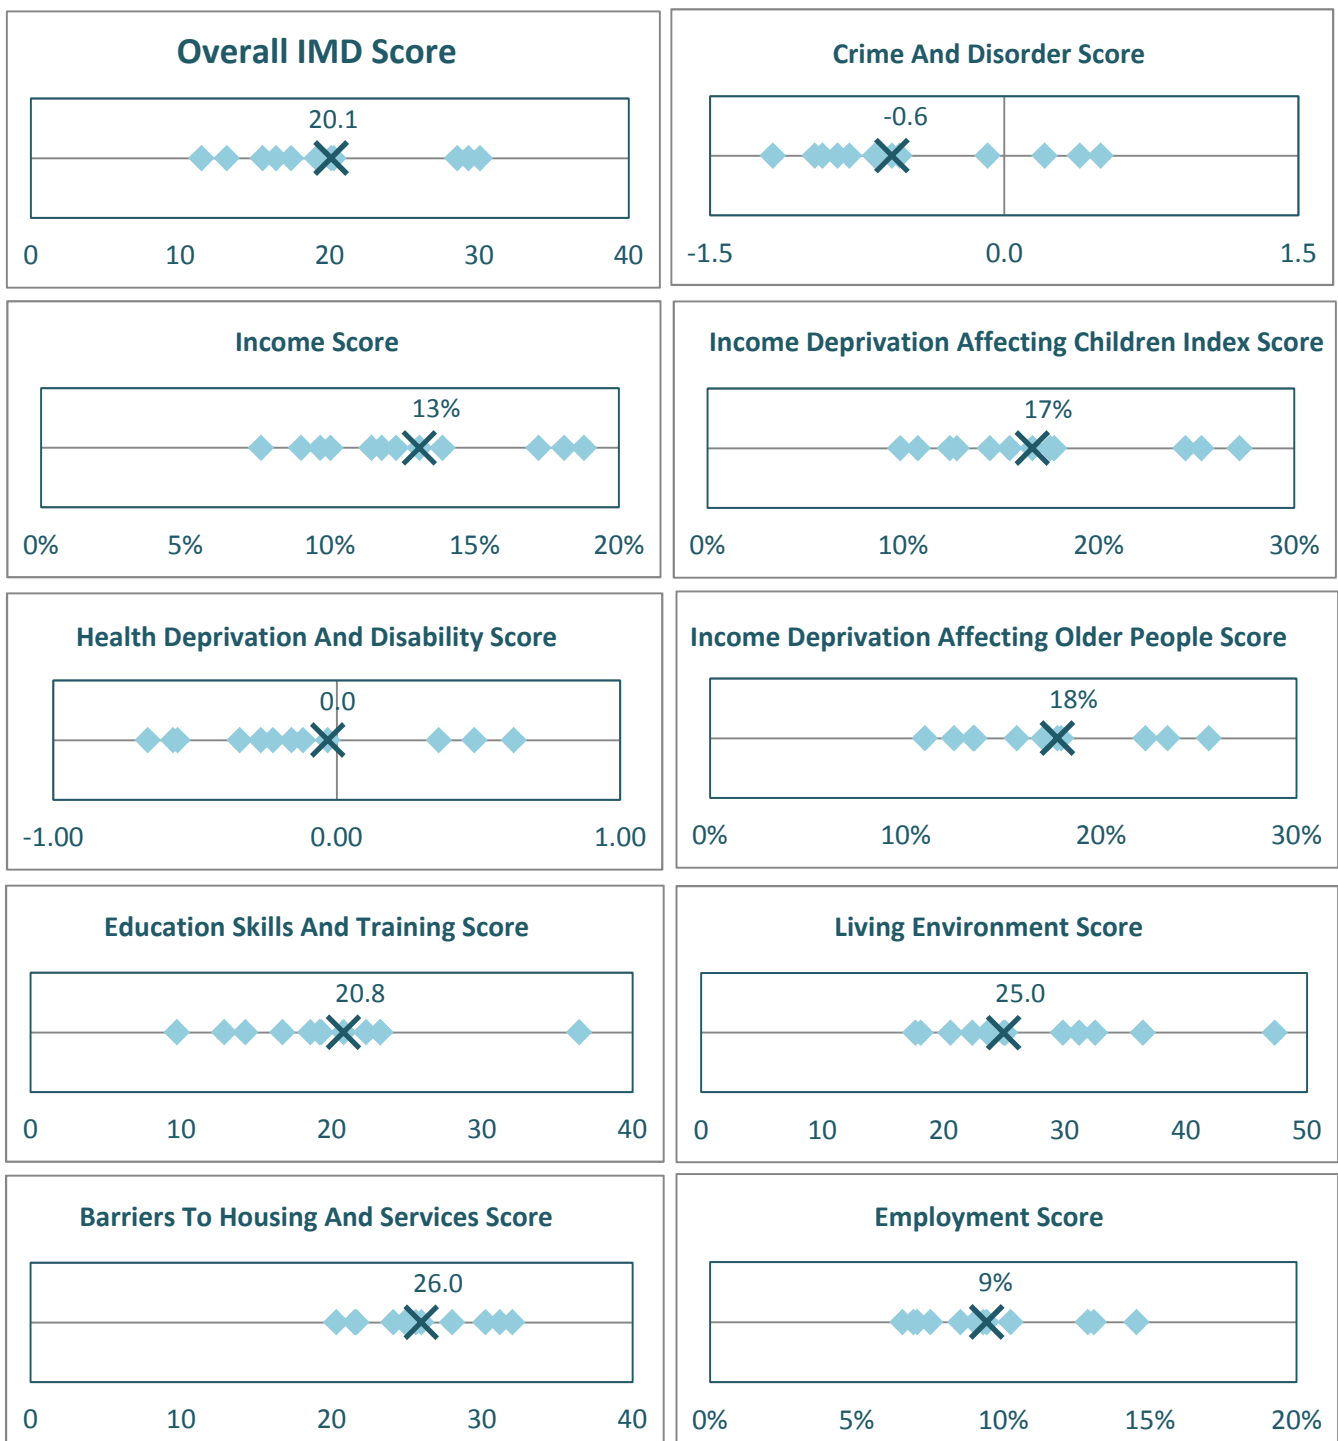 Overall IMD Score
20.1
0 10 20 30 40
Crime And Disorder Score
-0.6
-1.5 0.0 1.5
Income Score
13%
0% 5% 10% 15% 20%
Income Deprivation Affecting Children Index Score
17%
0% 10% 20% 30%
Health Deprivation And Disability Score
0.0
-1.00 0.00 1.00
Income Deprivation Affecting Older People Score
18%
0% 10% 20% 30%
Education Skills And Training Score
20.8
0 10 20 30 40
Living Environment Score
25.0
0 10 20 30 40 50
Barriers To Housing And Services Score
26.0
0 10 20 30 40
Employment Score
9%
0% 5% 10% 15% 20%